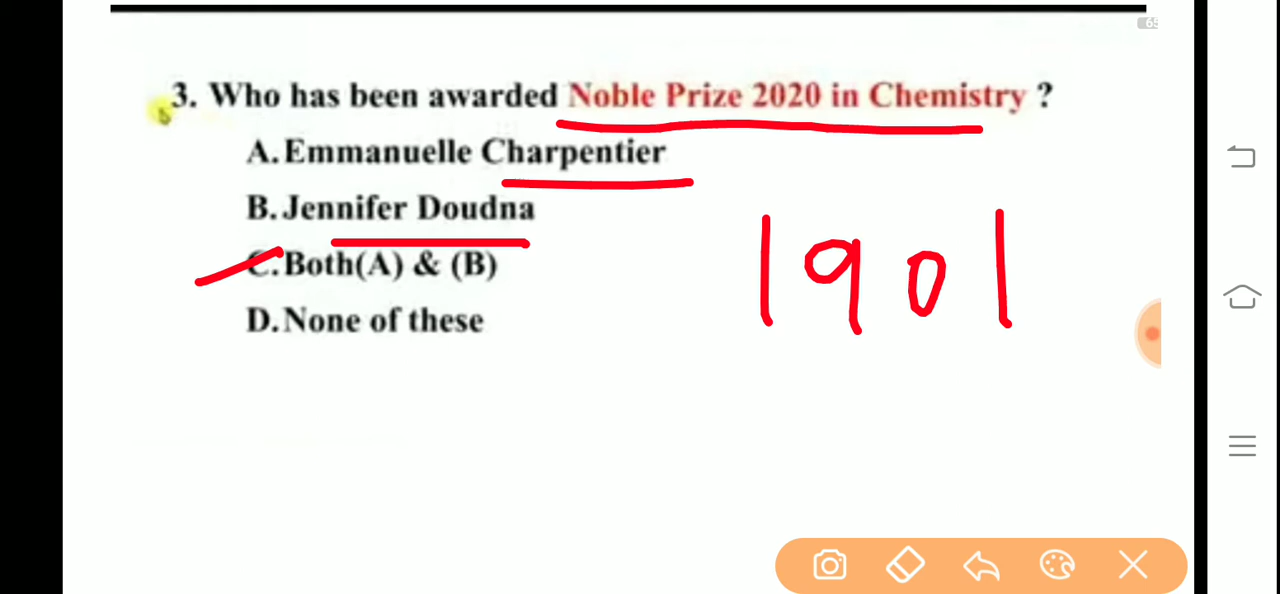 65
3. Who has been awarded Noble Prize 2020 in Chemistry ?
A. Emmanuelle Charpentier
B. Jennifer Doudna
C. Both(A) & (B)
D. None of these
1901